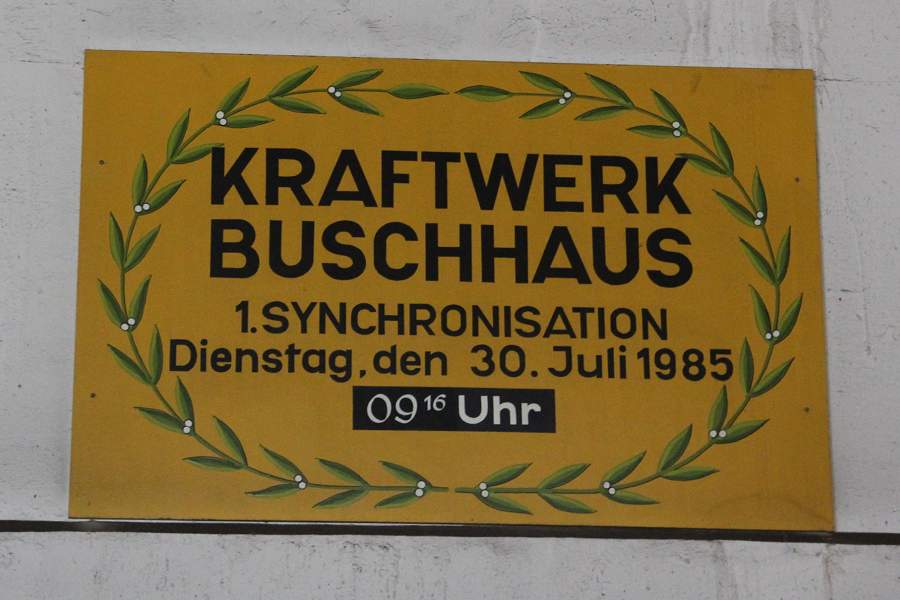 KRAFTWERK
BUSCHHAUS
1.SYNCHRONISATION
Dienstag, den 30. Juli 1985
09¹⁶ Uhr